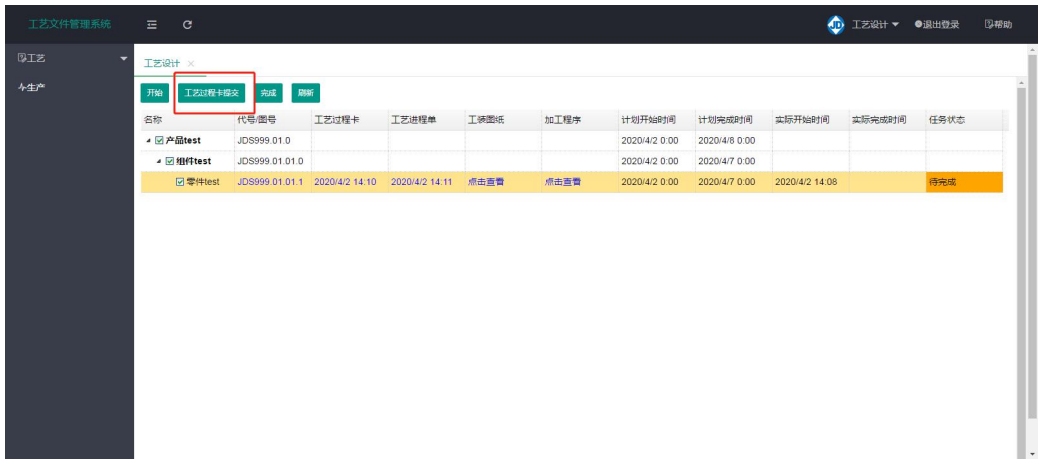 工艺文件管理系统 JD 工艺设计 退出登录 帮助
工艺
工艺设计 ×
生产
开始 工艺过程卡提交 完成 刷新
名称 代号/图号 工艺过程卡 工艺进程单 工装图纸 加工程序 计划开始时间 计划完成时间 实际开始时间 实际完成时间 任务状态
产品test JDS999.01.0 2020/4/2 0:00 2020/4/8 0:00
组件test JDS999.01.01.0 2020/4/2 0:00 2020/4/7 0:00
零件test JDS999.01.01.1 2020/4/2 14:10 2020/4/2 14:11 点击查看 点击查看 2020/4/2 0:00 2020/4/7 0:00 2020/4/2 14:08 待完成